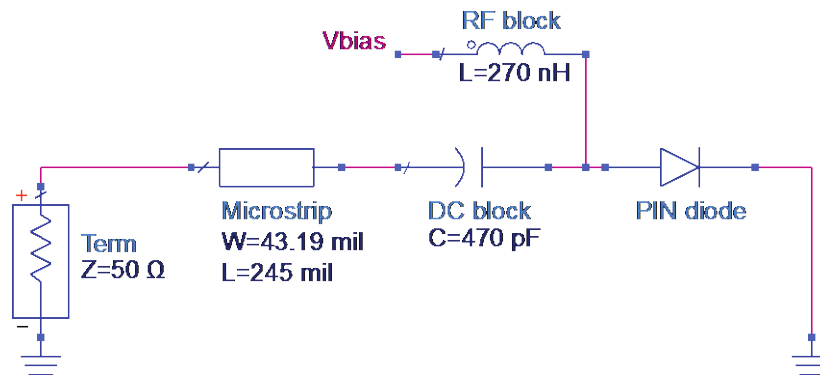 RF block
Vbias
L=270 nH
+
Microstrip
W=43.19 mil
L=245 mil
DC block
C=470 pF
PIN diode
Term
Z=50 Ω
−